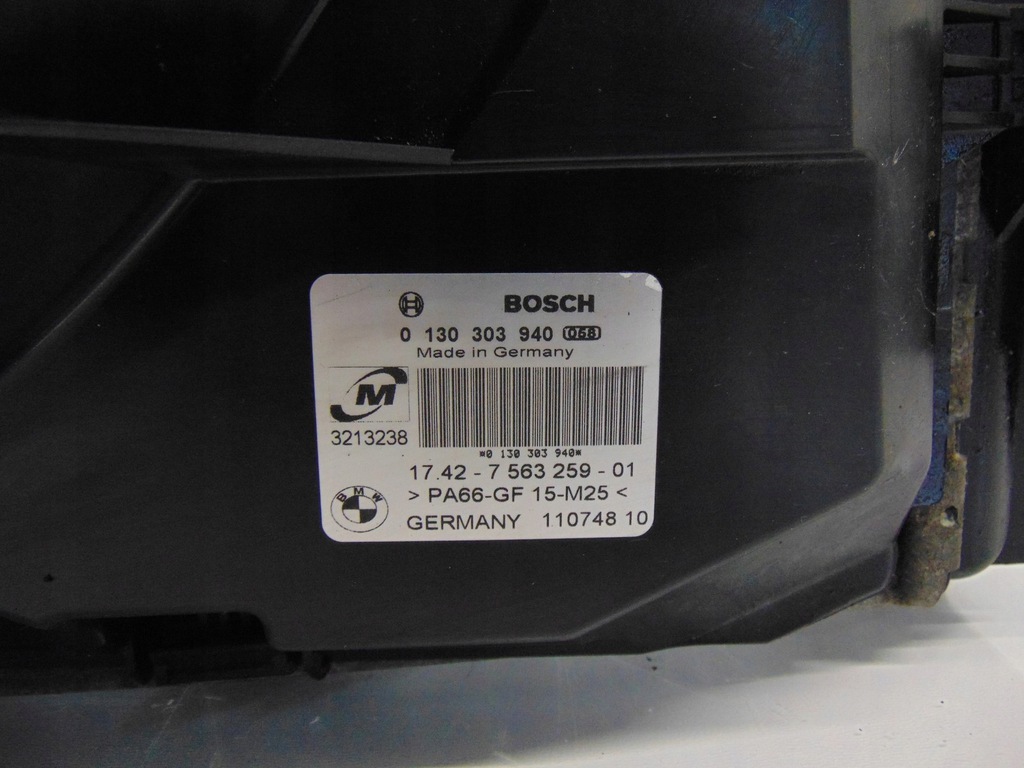 BOSCH
0 130 303 940 068
Made in Germany
M
3213238
*0 130 303 940*
17.42 - 7 563 259 - 01
> PA66-GF 15-M25 <
BMW
GERMANY 110748 10